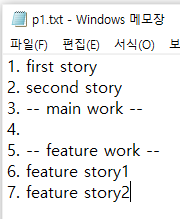 p1.txt - Windows 메모장
파일(F) 편집(E) 서식(O)
1. first story
2. second story
3. -- main work --
4.
5. -- feature work --
6. feature story1
7. feature story2